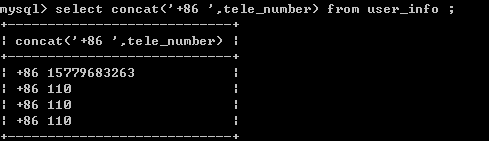 mysql> select concat('+86 ',tele_number) from user_info ;
+----------------------------+
| concat('+86 ',tele_number) |
+----------------------------+
| +86 15779683263            |
| +86 110                    |
| +86 110                    |
| +86 110                    |
+----------------------------+